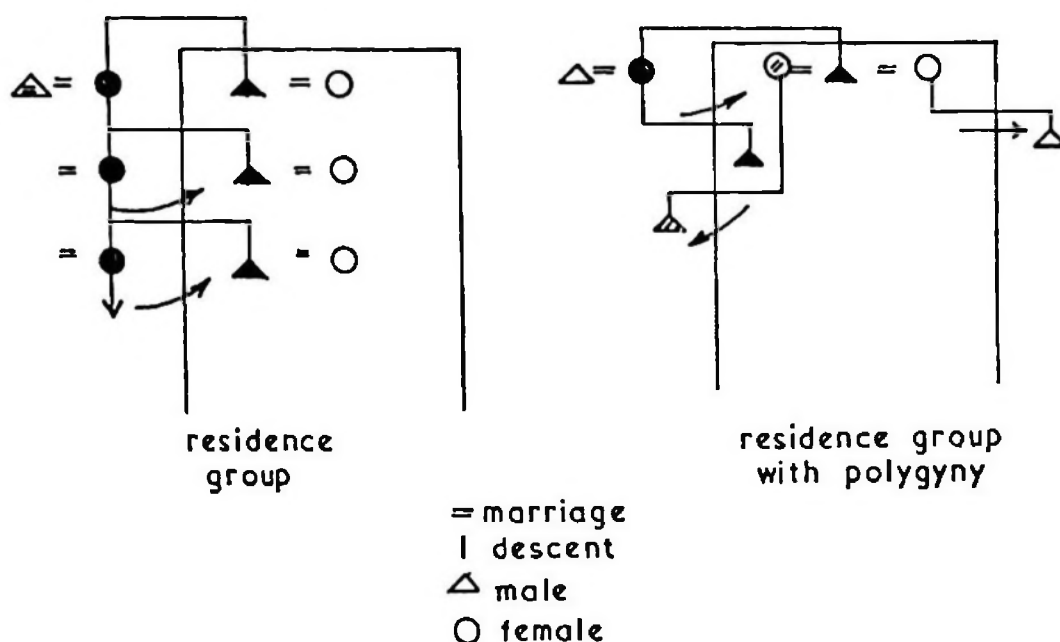 residence
group
residence group
with polygyny
= marriage
| descent
△ male
○ female